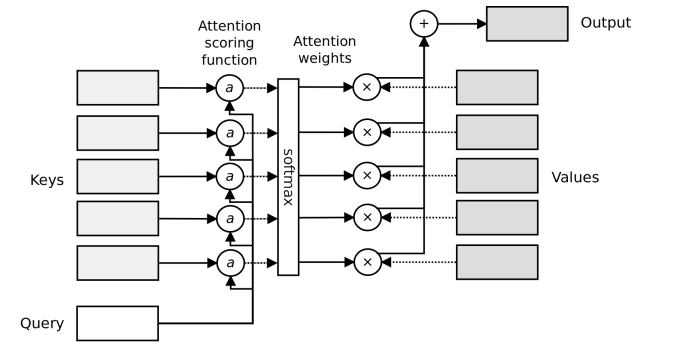 Attention
scoring
function
Attention
weights
+
Output
a
×
a
×
Keys
a
softmax
×
Values
a
×
a
×
Query